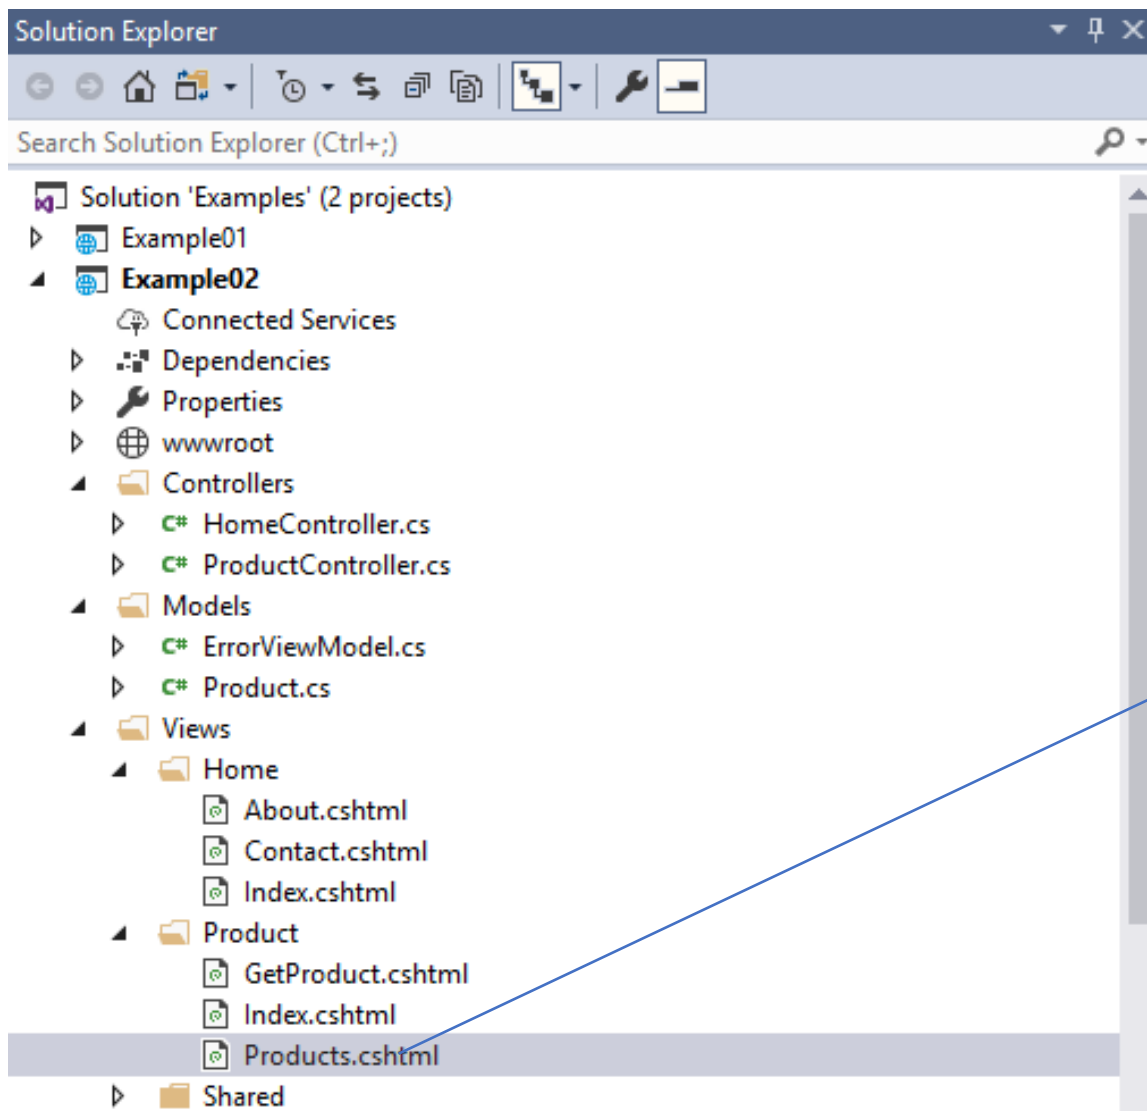 Solution Explorer
Search Solution Explorer (Ctrl+;)
Solution 'Examples' (2 projects)
Example01
Example02
Connected Services
Dependencies
Properties
wwwroot
Controllers
C# HomeController.cs
C# ProductController.cs
Models
C# ErrorViewModel.cs
C# Product.cs
Views
Home
About.cshtml
Contact.cshtml
Index.cshtml
Product
GetProduct.cshtml
Index.cshtml
Products.cshtml
Shared